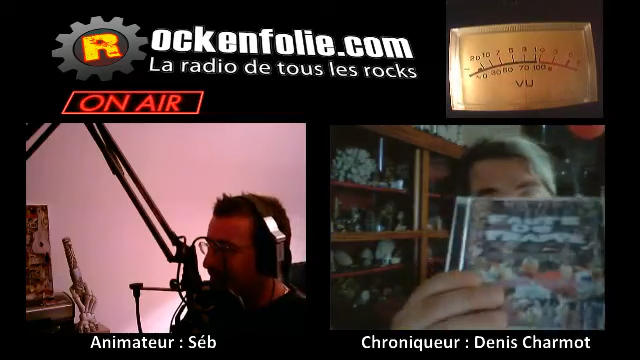 Rockenfolie.com
La radio de tous les rocks
ON AIR
VU
Animateur : Séb
Chroniqueur : Denis Charmot